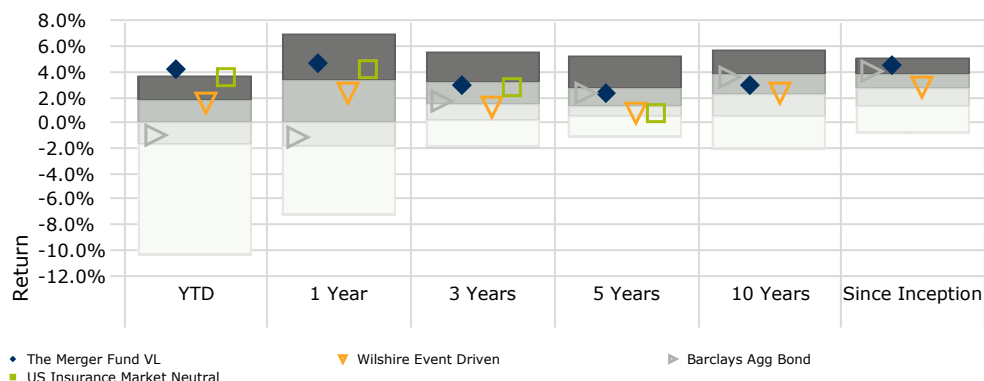 8.0%
6.0%
4.0%
2.0%
0.0%
-2.0%
-4.0%
-6.0%
-8.0%
-10.0%
-12.0%
Return
YTD
1 Year
3 Years
5 Years
10 Years
Since Inception
The Merger Fund VL
Wilshire Event Driven
Barclays Agg Bond
US Insurance Market Neutral